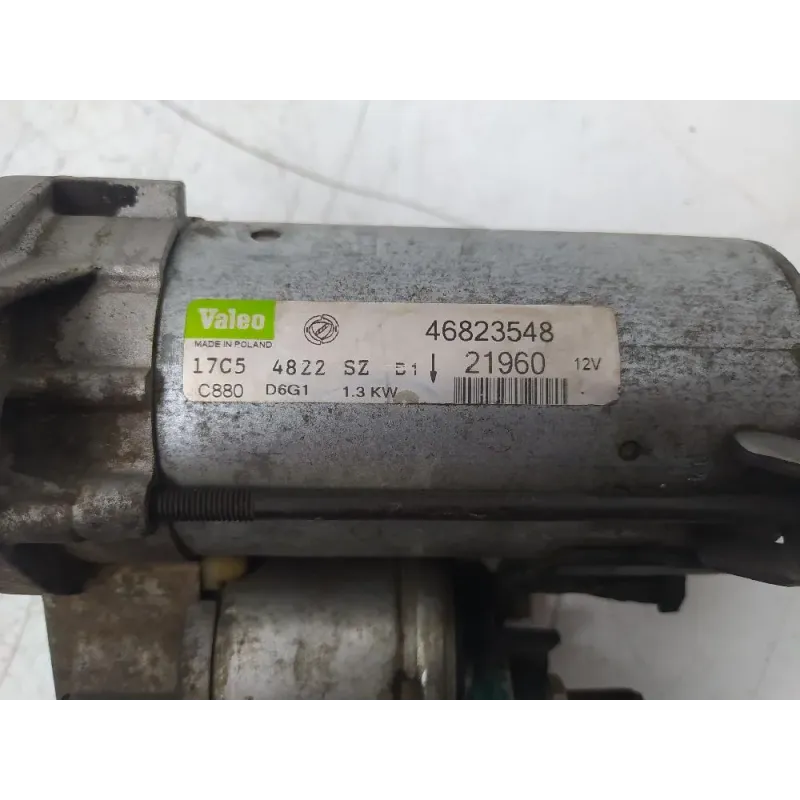 Valeo
MADE IN POLAND
46823548
17C5 4822 SZ B1 ↓ 21960 12V
C880 D6G1 1.3 KW